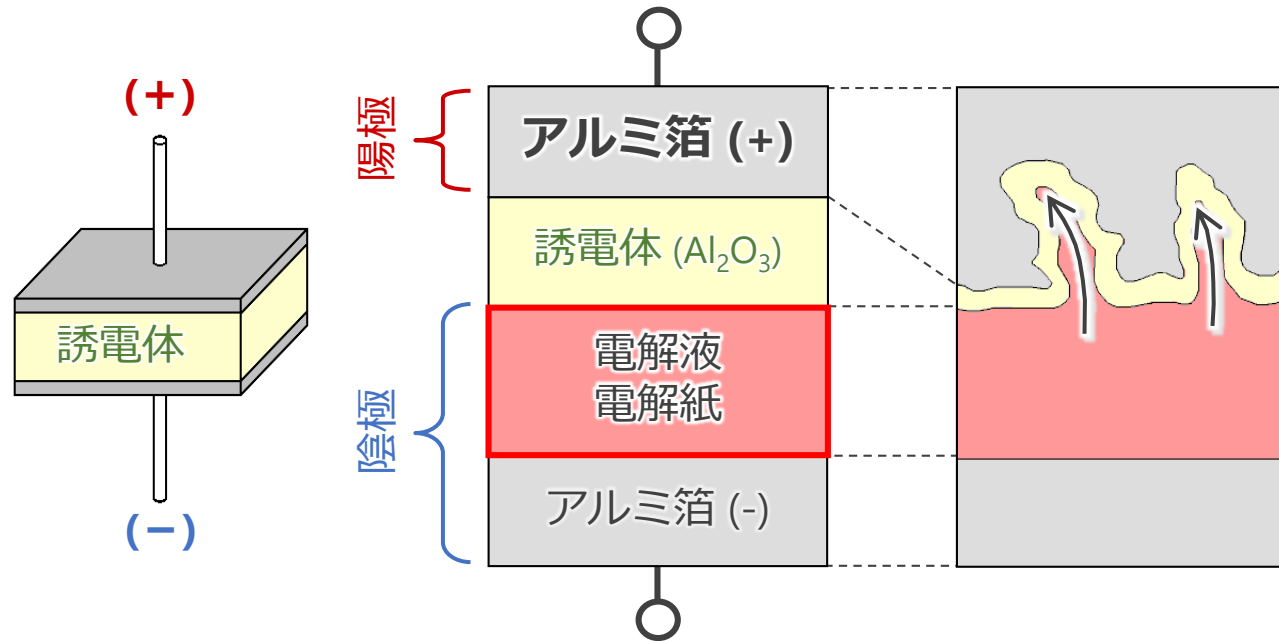 (+)
誘電体
(−)
陽極
アルミ箔 (+)
誘電体 (Al₂O₃)
陰極
電解液
電解紙
アルミ箔 (-)